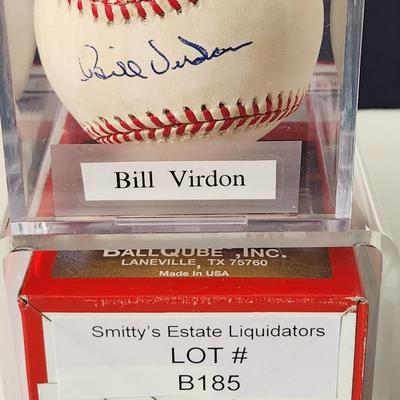 Bill Virdon
Bill Virdon
BALLQUBE, INC.
LANEVILLE, TX 75760
Made In USA
Smitty's Estate Liquidators
LOT #
B185